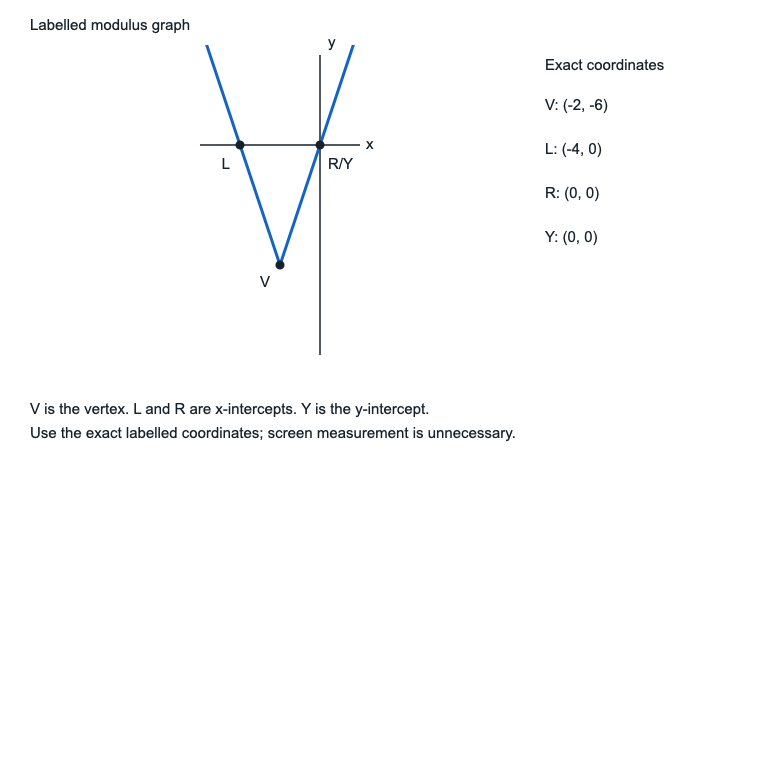 Labelled modulus graph
y
x
L
R/Y
V
Exact coordinates
V: (-2, -6)
L: (-4, 0)
R: (0, 0)
Y: (0, 0)
V is the vertex. L and R are x-intercepts. Y is the y-intercept.
Use the exact labelled coordinates; screen measurement is unnecessary.